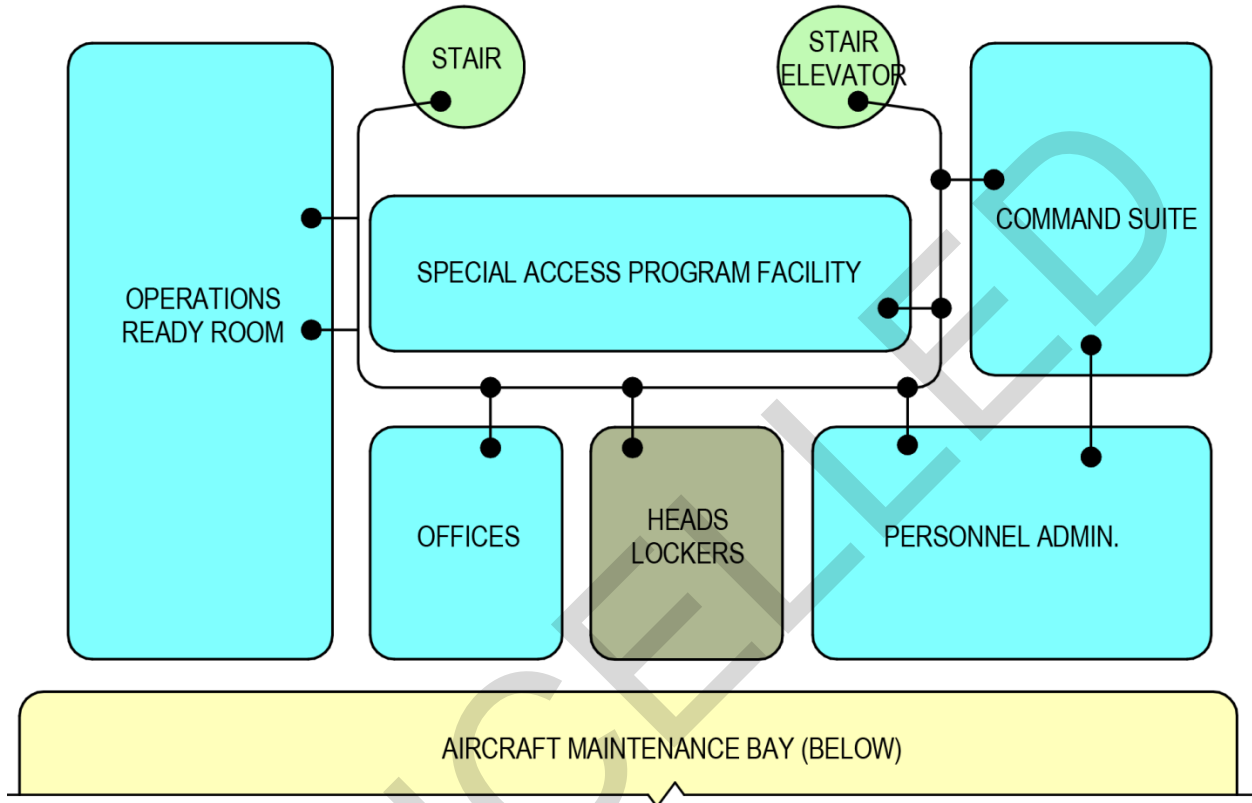 STAIR
STAIR
ELEVATOR
COMMAND SUITE
SPECIAL ACCESS PROGRAM FACILITY
OPERATIONS
READY ROOM
OFFICES
HEADS
LOCKERS
PERSONNEL ADMIN.
AIRCRAFT MAINTENANCE BAY (BELOW)
CELLED